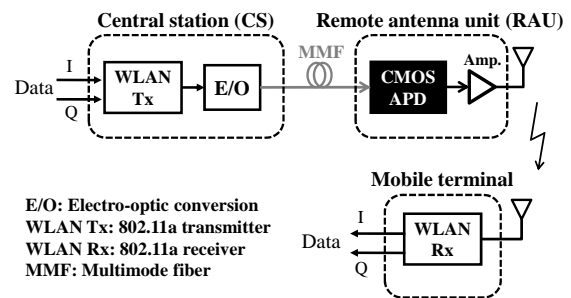 Central station (CS)
Remote antenna unit (RAU)
Data
I
Q
WLAN
Tx
E/O
MMF
CMOS
APD
Amp.
Mobile terminal
I
Data
Q
WLAN
Rx
E/O: Electro-optic conversion
WLAN Tx: 802.11a transmitter
WLAN Rx: 802.11a receiver
MMF: Multimode fiber